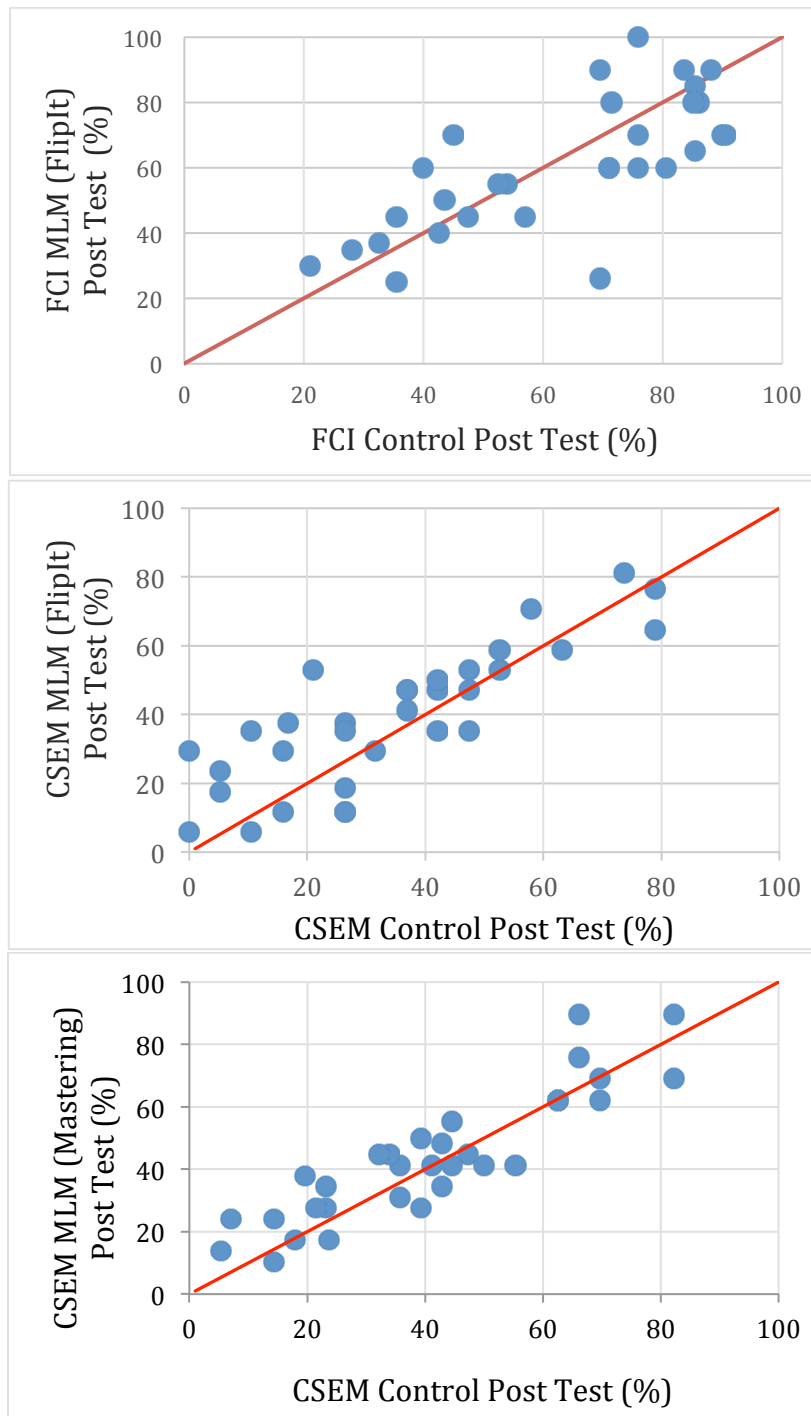 FCI MLM (FlipIt)
Post Test (%)
100
80
60
40
20
0
0 20 40 60 80 100
FCI Control Post Test (%)
CSEM MLM (FlipIt)
Post Test (%)
100
80
60
40
20
0
0 20 40 60 80 100
CSEM Control Post Test (%)
CSEM MLM (Mastering)
Post Test (%)
100
80
60
40
20
0
0 20 40 60 80 100
CSEM Control Post Test (%)